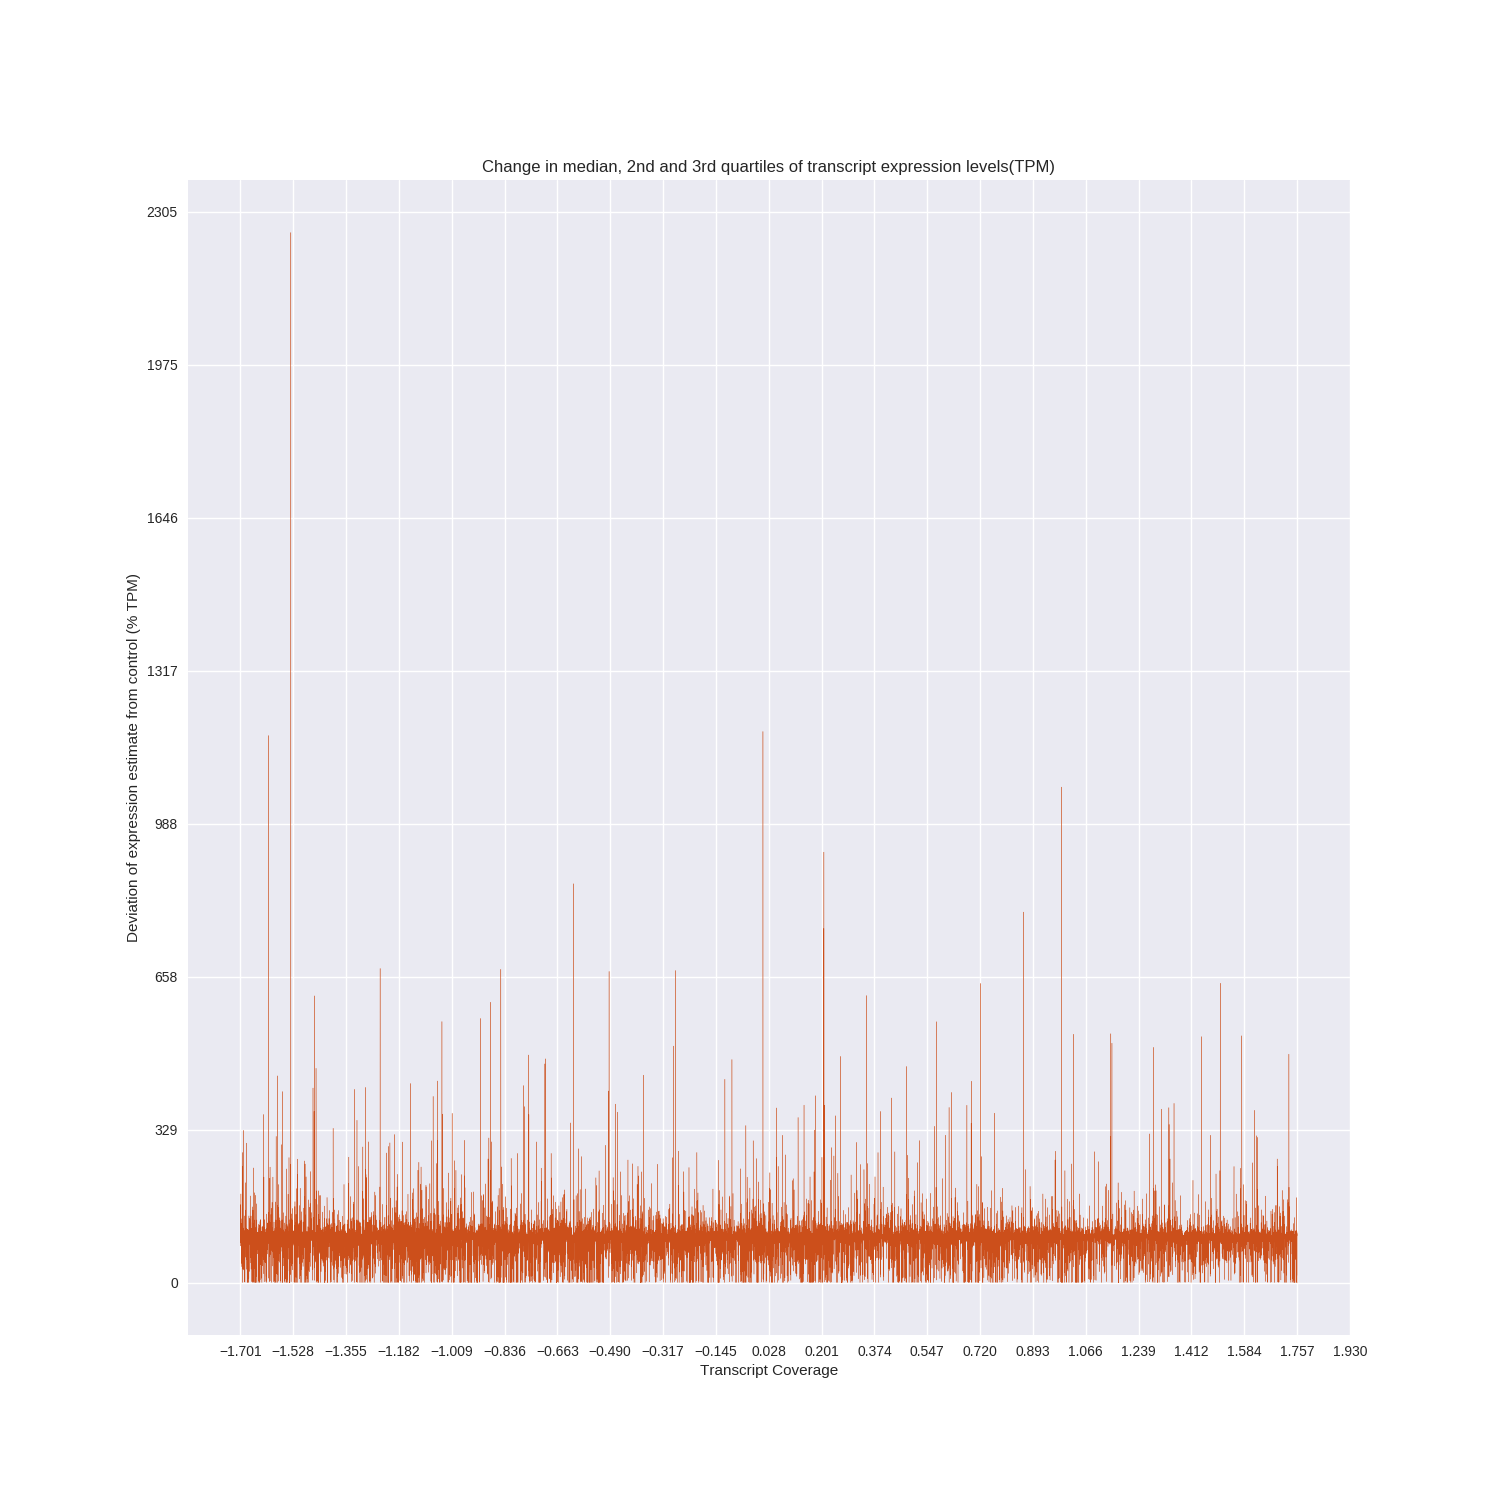 Change in median, 2nd and 3rd quartiles of transcript expression levels(TPM)
2305
1975
1646
1317
988
658
329
0
Deviation of expression estimate from control (% TPM)
−1.701 −1.528 −1.355 −1.182 −1.009 −0.836 −0.663 −0.490 −0.317 −0.145 0.028 0.201 0.374 0.547 0.720 0.893 1.066 1.239 1.412 1.584 1.757 1.930
Transcript Coverage